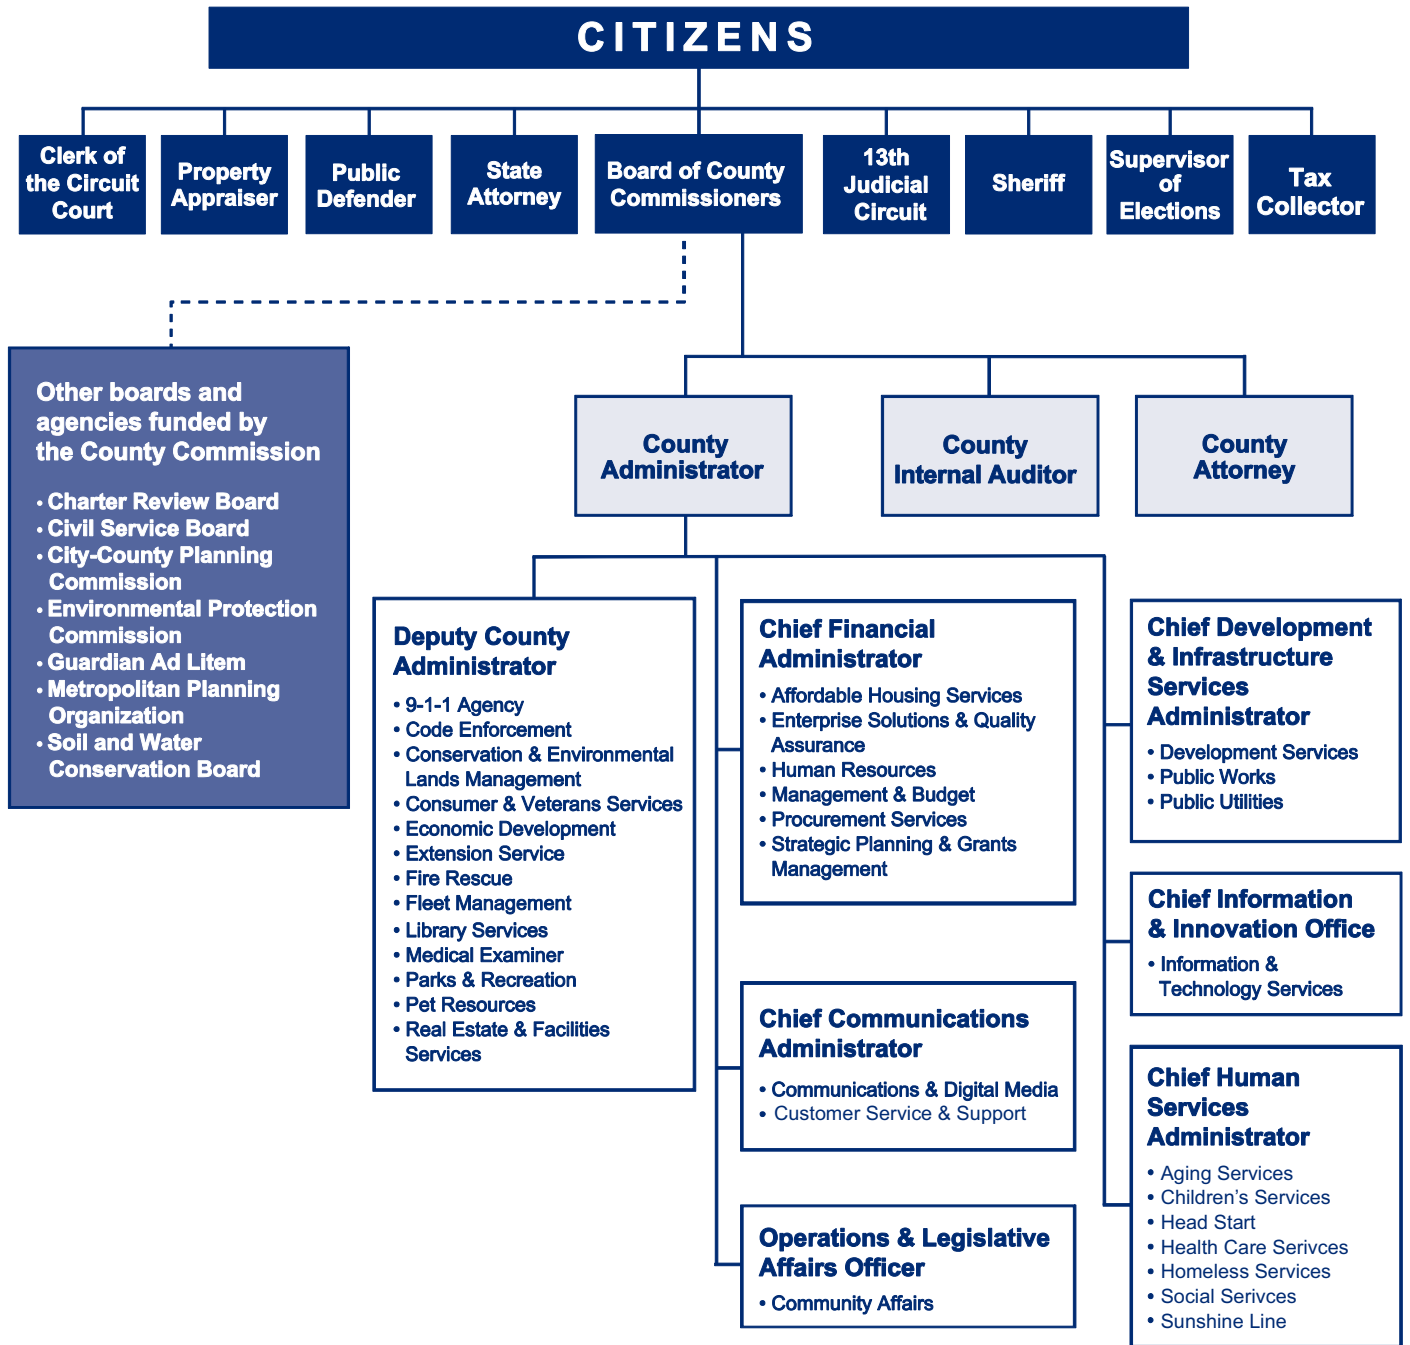 CITIZENS
Clerk of
the Circuit
Court
Property
Appraiser
Public
Defender
State
Attorney
Board of County
Commissioners
13th
Judicial
Circuit
Sheriff
Supervisor
of
Elections
Tax
Collector
Other boards and
agencies funded by
the County Commission
• Charter Review Board
• Civil Service Board
• City-County Planning
Commission
• Environmental Protection
Commission
• Guardian Ad Litem
• Metropolitan Planning
Organization
• Soil and Water
Conservation Board
County
Administrator
County
Internal Auditor
County
Attorney
Deputy County
Administrator
• 9-1-1 Agency
• Code Enforcement
• Conservation & Environmental
Lands Management
• Consumer & Veterans Services
• Economic Development
• Extension Service
• Fire Rescue
• Fleet Management
• Library Services
• Medical Examiner
• Parks & Recreation
• Pet Resources
• Real Estate & Facilities
Services
Chief Financial
Administrator
• Affordable Housing Services
• Enterprise Solutions & Quality
Assurance
• Human Resources
• Management & Budget
• Procurement Services
• Strategic Planning & Grants
Management
Chief Communications
Administrator
• Communications & Digital Media
• Customer Service & Support
Operations & Legislative
Affairs Officer
• Community Affairs
Chief Development
& Infrastructure
Services
Administrator
• Development Services
• Public Works
• Public Utilities
Chief Information
& Innovation Office
• Information &
Technology Services
Chief Human
Services
Administrator
• Aging Services
• Children’s Services
• Head Start
• Health Care Serivces
• Homeless Services
• Social Serivces
• Sunshine Line